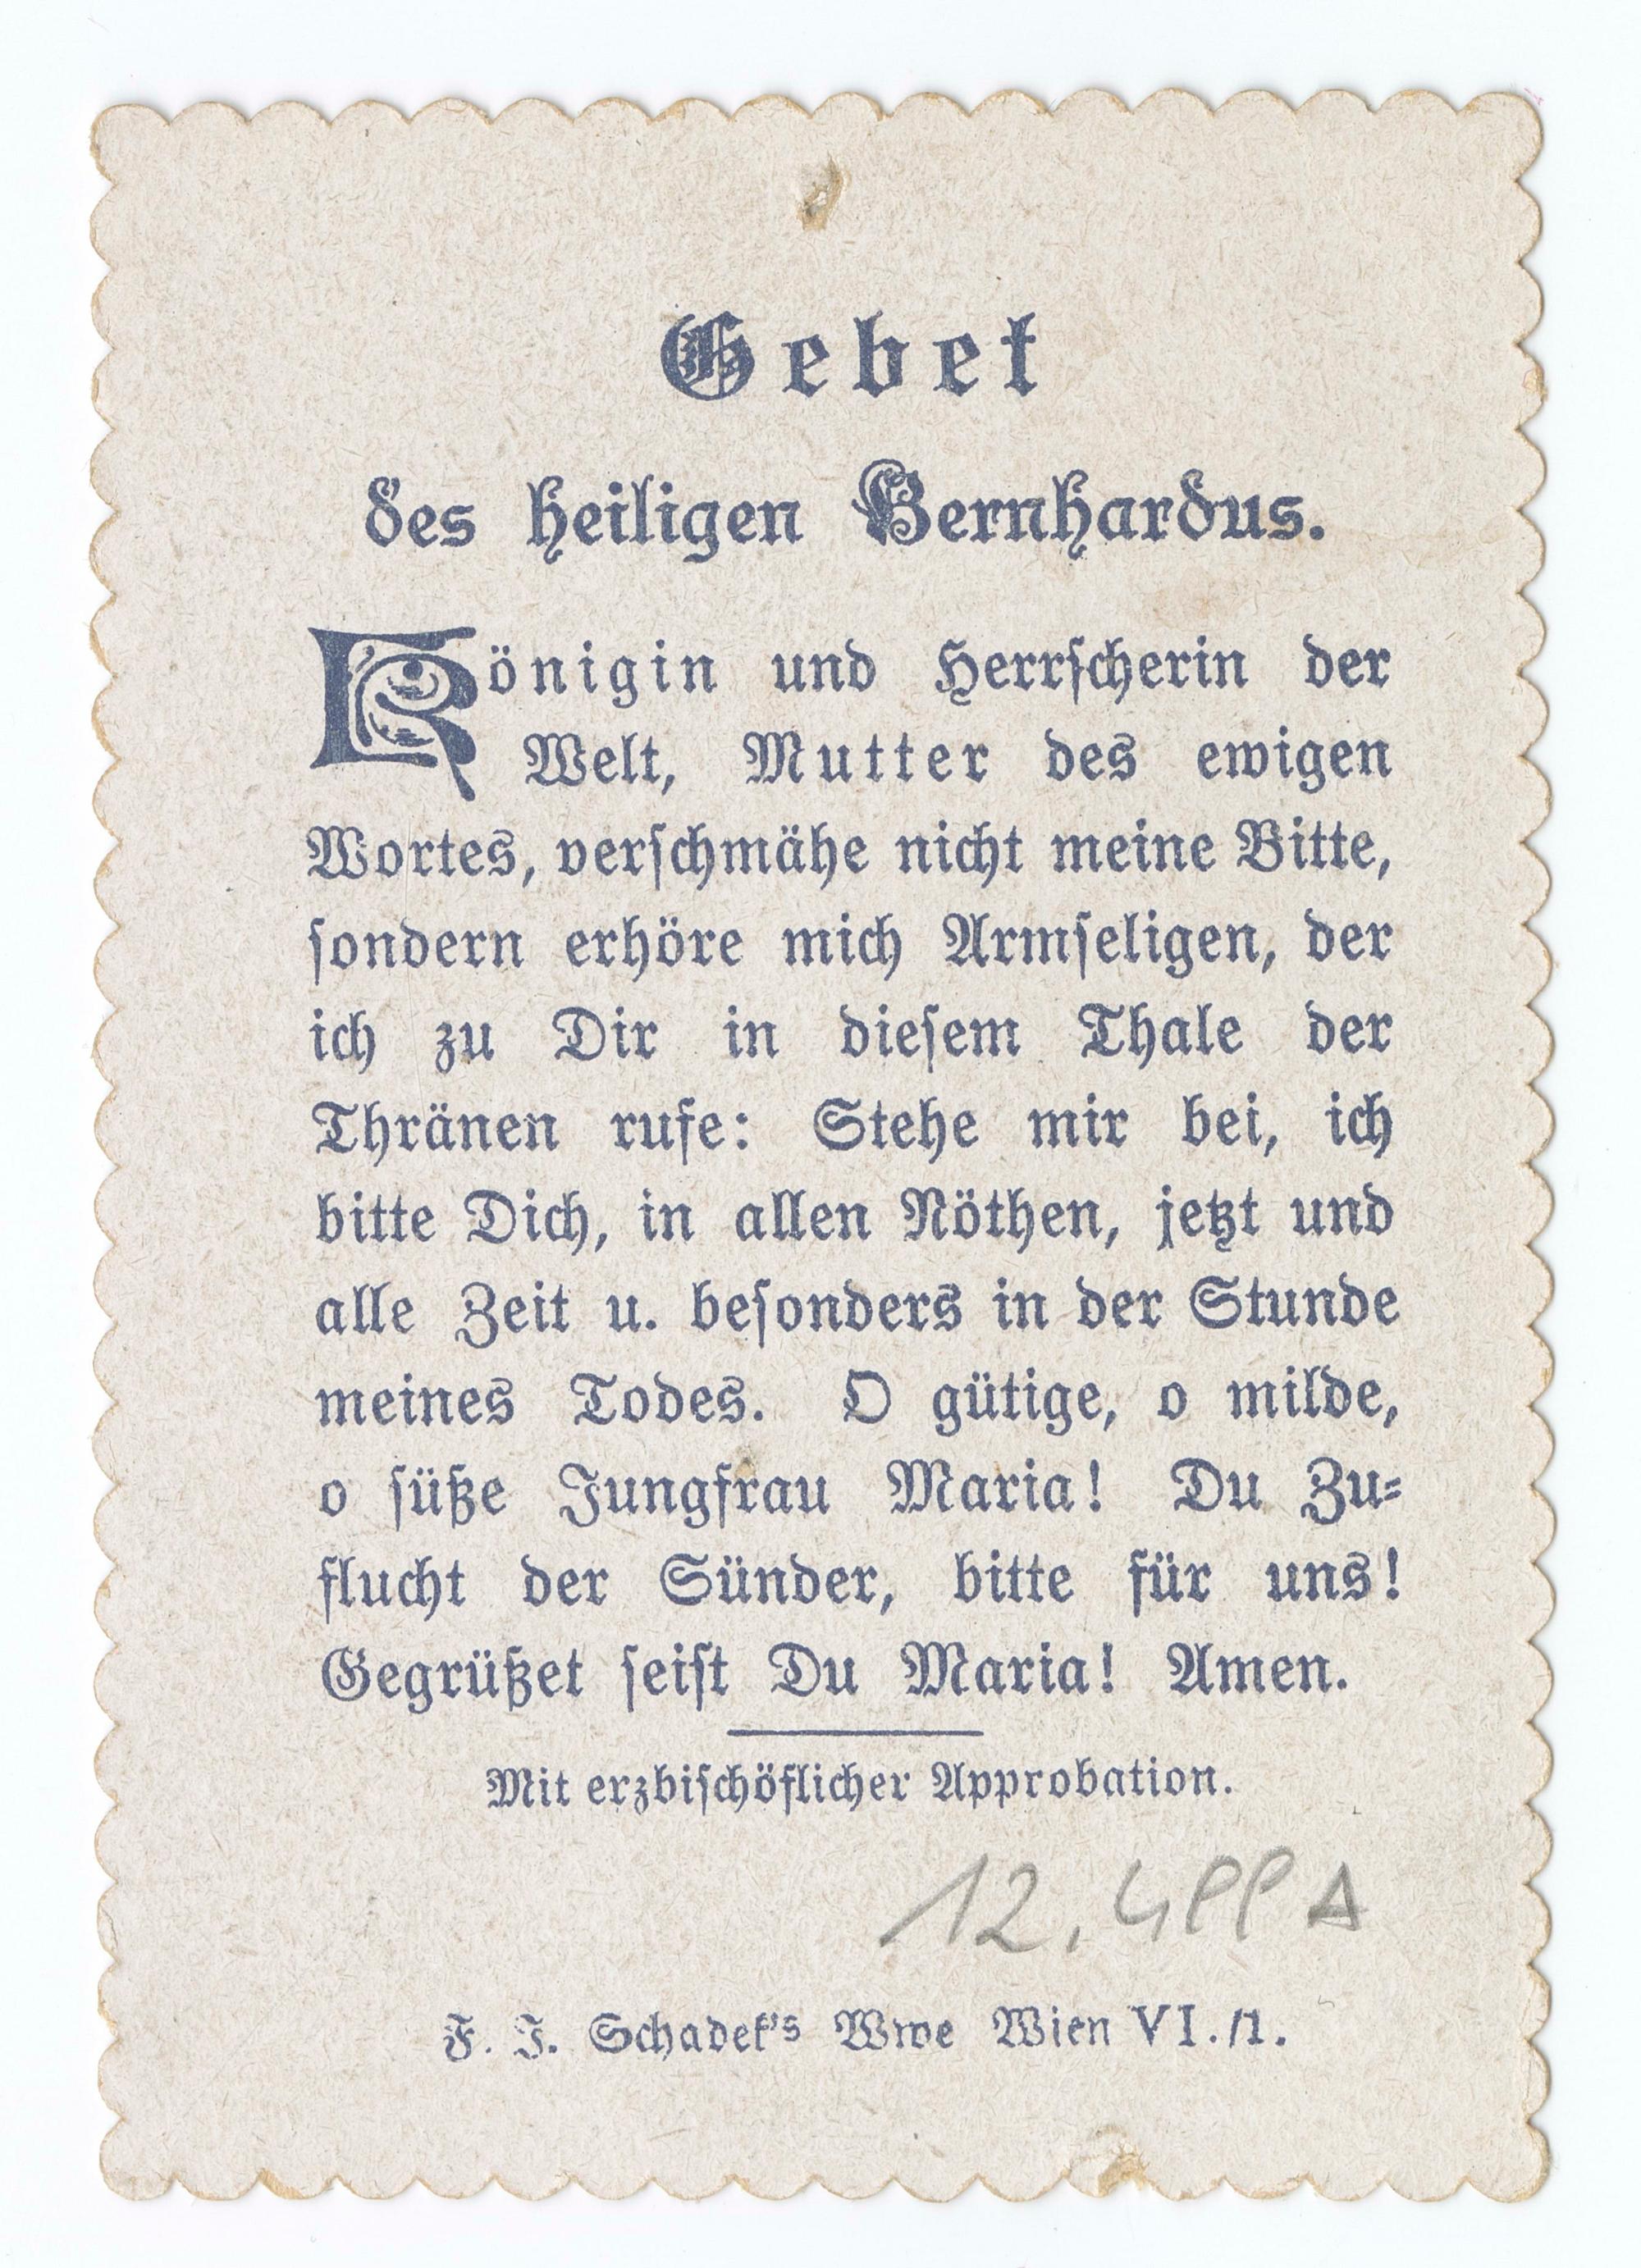 Gebet
des heiligen Bernhardus.
Königin und Herrscherin der
Welt, Mutter des ewigen
Wortes, verschmähe nicht meine Bitte,
sondern erhöre mich Armseligen, der
ich zu Dir in diesem Thale der
Thränen rufe: Stehe mir bei, ich
bitte Dich, in allen Nöthen, jetzt und
alle Zeit u. besonders in der Stunde
meines Todes. O gütige, o milde,
o süße Jungfrau Maria! Du Zu-
flucht der Sünder, bitte für uns!
Gegrüßet seist Du Maria! Amen.
Mit erzbischöflicher Approbation.
12.
F. J. Schadek's Wwe Wien VI./1.